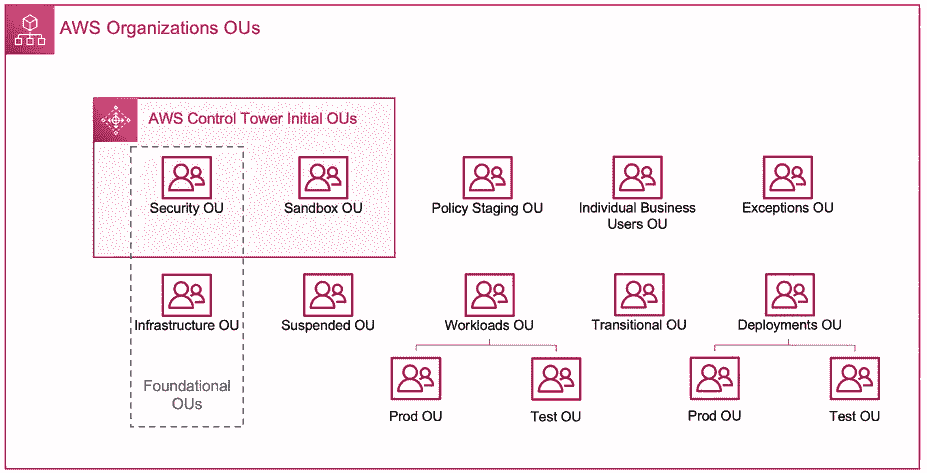 AWS Organizations OUs
AWS Control Tower Initial OUs
Security OU
Sandbox OU
Policy Staging OU
Individual Business
Users OU
Exceptions OU
Infrastructure OU
Suspended OU
Workloads OU
Transitional OU
Deployments OU
Foundational
OUs
Prod OU
Test OU
Prod OU
Test OU